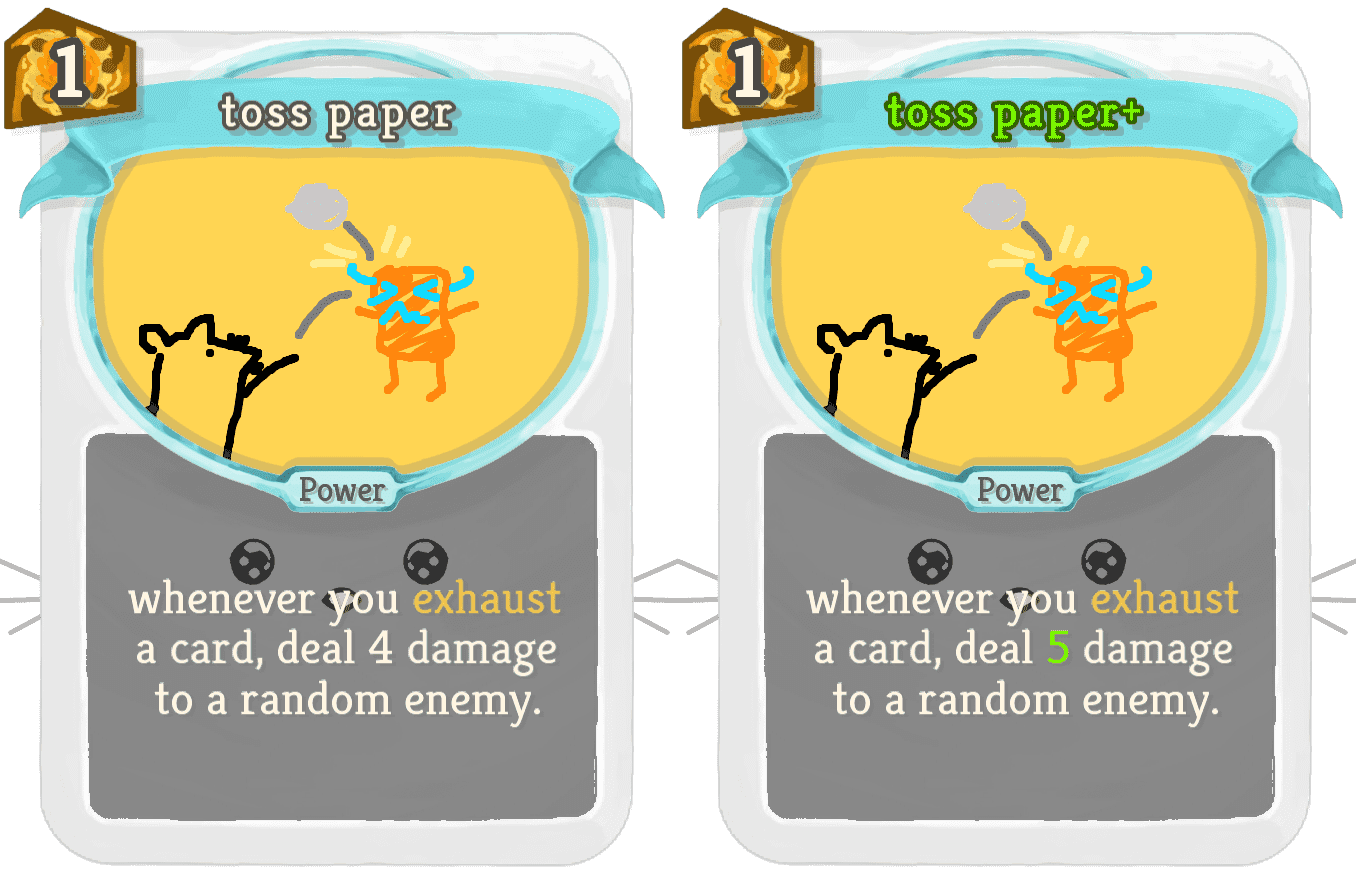 1
toss paper
Power
whenever you exhaust
a card, deal 4 damage
to a random enemy.
1
toss paper+
Power
whenever you exhaust
a card, deal 5 damage
to a random enemy.